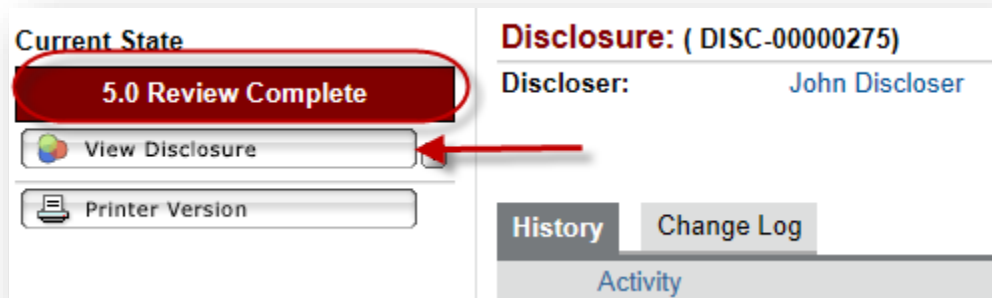 Current State
5.0 Review Complete
View Disclosure
Printer Version
Disclosure: ( DISC-00000275)
Discloser: John Discloser
History Change Log
Activity